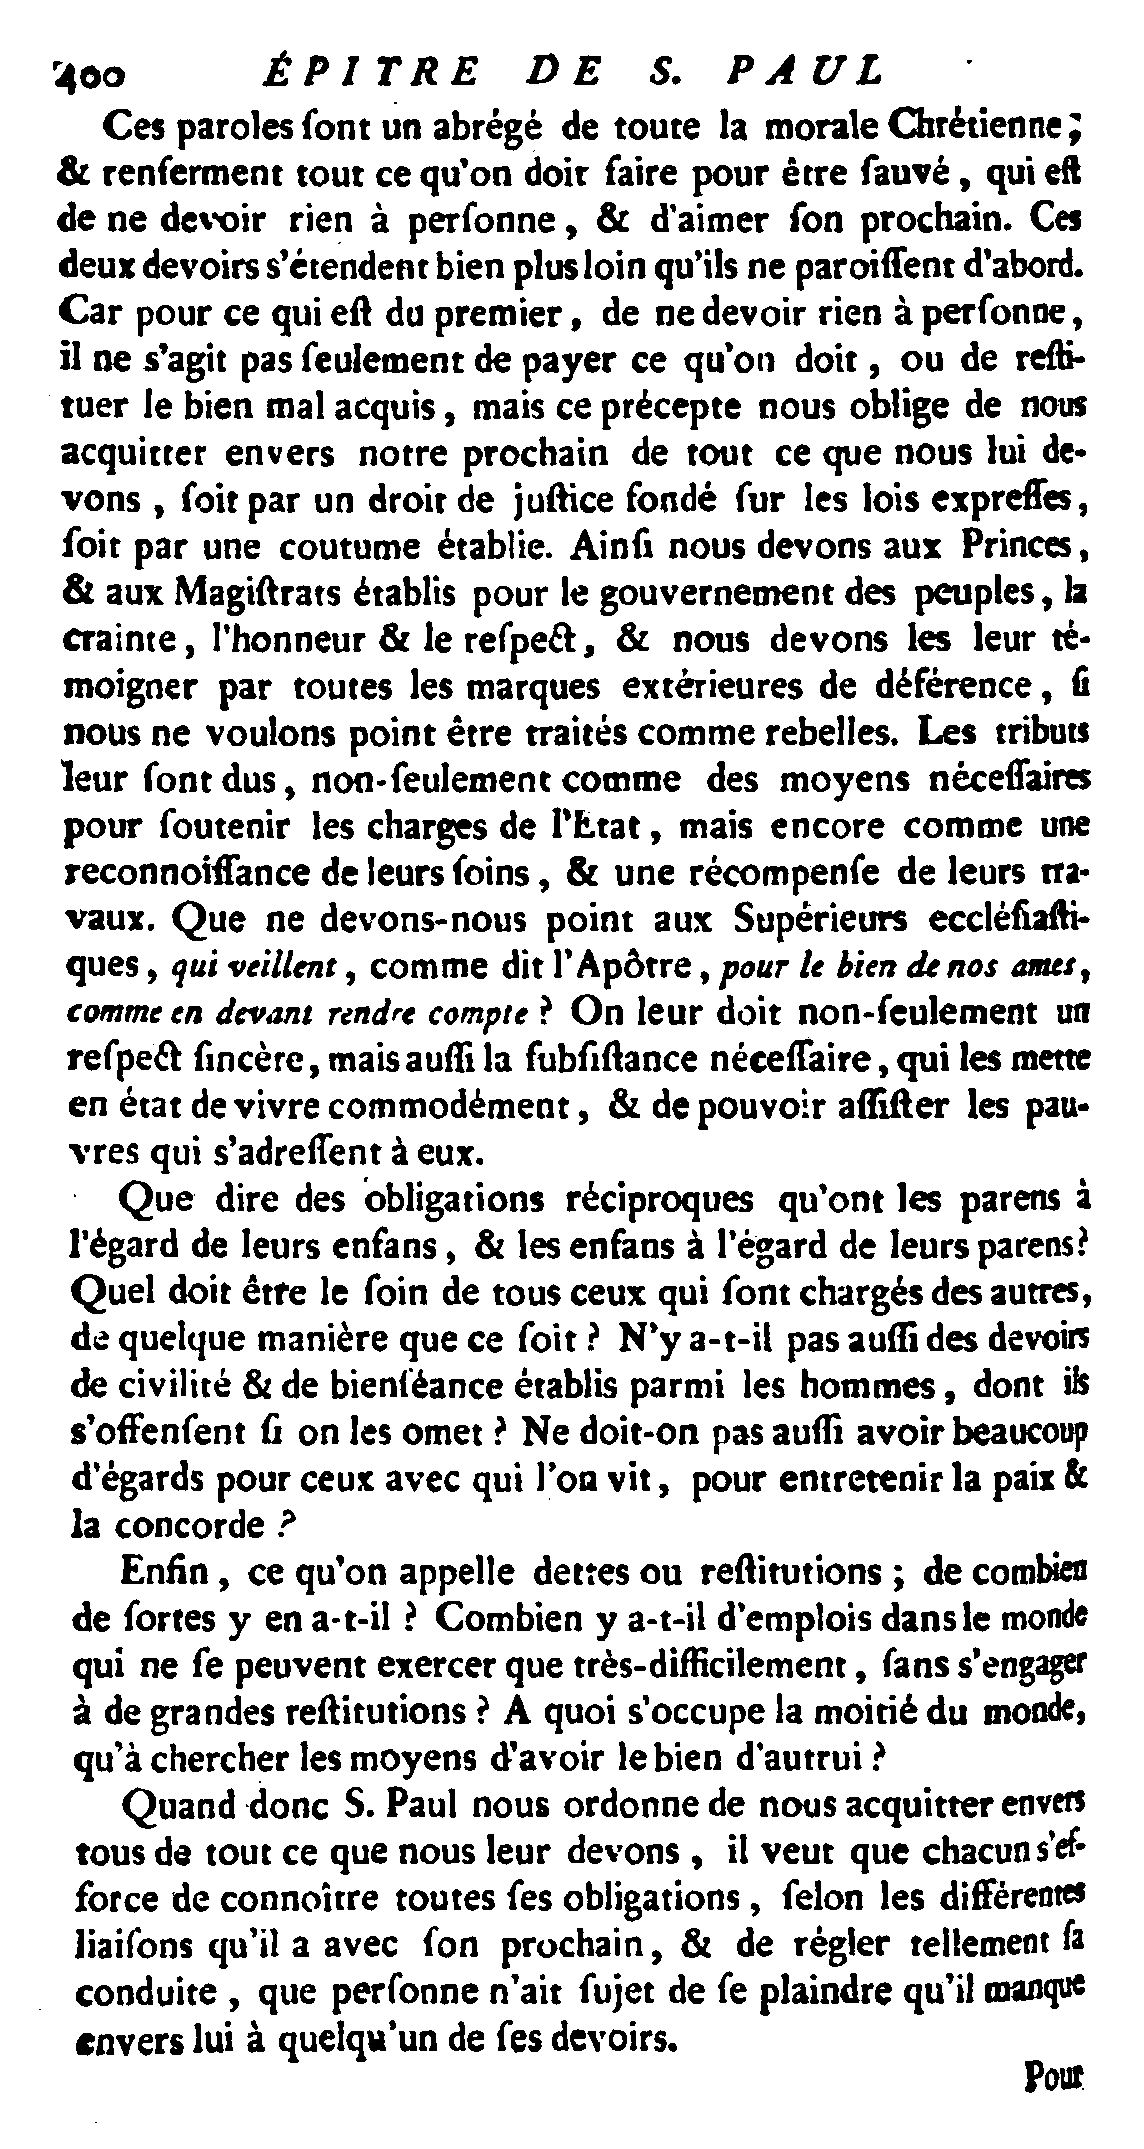 400 ÉPITRE DE S. PAUL
Ces paroles ſont un abrégé de toute la morale Chrétienne;
& renferment tout ce qu'on doit faire pour être ſauvé, qui eſt
de ne devoir rien à perſonne, & d'aimer ſon prochain. Ces
deux devoirs s'étendent bien plus loin qu'ils ne paroiſſent d'abord.
Car pour ce qui eſt du premier, de ne devoir rien à perſonne,
il ne s'agit pas ſeulement de payer ce qu'on doit, ou de reſti-
tuer le bien mal acquis, mais ce précepte nous oblige de nous
acquitter envers notre prochain de tout ce que nous lui de-
vons, ſoit par un droit de juſtice fondé ſur les lois expreſſes,
ſoit par une coutume établie. Ainſi nous devons aux Princes,
& aux Magiſtrats établis pour le gouvernement des peuples, la
crainte, l'honneur & le reſpect, & nous devons les leur té-
moigner par toutes les marques extérieures de déférence, ſi
nous ne voulons point être traités comme rebelles. Les tributs
leur ſont dus, non-ſeulement comme des moyens néceſſaires
pour ſoutenir les charges de l'Etat, mais encore comme une
reconnoiſſance de leurs ſoins, & une récompenſe de leurs tra-
vaux. Que ne devons-nous point aux Supérieurs eccléſiaſti-
ques, qui veillent, comme dit l'Apôtre, pour le bien de nos ames,
comme en devant rendre compte? On leur doit non-ſeulement un
reſpect ſincère, mais auſſi la ſubſiſtance néceſſaire, qui les mette
en état de vivre commodément, & de pouvoir aſſiſter les pau-
vres qui s'adreſſent à eux.
Que dire des obligations réciproques qu'ont les parens à
l'égard de leurs enfans, & les enfans à l'égard de leurs parens?
Quel doit être le ſoin de tous ceux qui ſont chargés des autres,
de quelque manière que ce ſoit? N'y a-t-il pas auſſi des devoirs
de civilité & de bienſéance établis parmi les hommes, dont ils
s'offenſent ſi on les omet? Ne doit-on pas auſſi avoir beaucoup
d'égards pour ceux avec qui l'on vit, pour entretenir la paix &
la concorde?
Enfin, ce qu'on appelle dettes ou reſtitutions; de combien
de ſortes y en a-t-il? Combien y a-t-il d'emplois dans le monde
qui ne ſe peuvent exercer que très-difficilement, ſans s'engager
à de grandes reſtitutions? A quoi s'occupe la moitié du monde,
qu'à chercher les moyens d'avoir le bien d'autrui?
Quand donc S. Paul nous ordonne de nous acquitter envers
tous de tout ce que nous leur devons, il veut que chacun s'ef-
force de connoître toutes ſes obligations, ſelon les différentes
liaiſons qu'il a avec ſon prochain, & de régler tellement ſa
conduite, que perſonne n'ait ſujet de ſe plaindre qu'il manque
envers lui à quelqu'un de ſes devoirs.
Pour